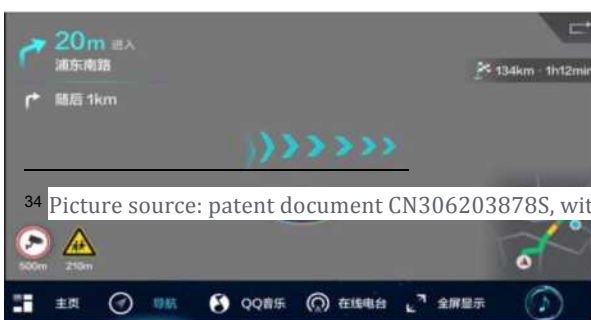 20m 进入
浦东南路
134km · 1h12min
随后 1km
34 Picture source: patent document CN306203878S, wit
500m 210m
主页 导航 QQ音乐 在线电台 全屏显示